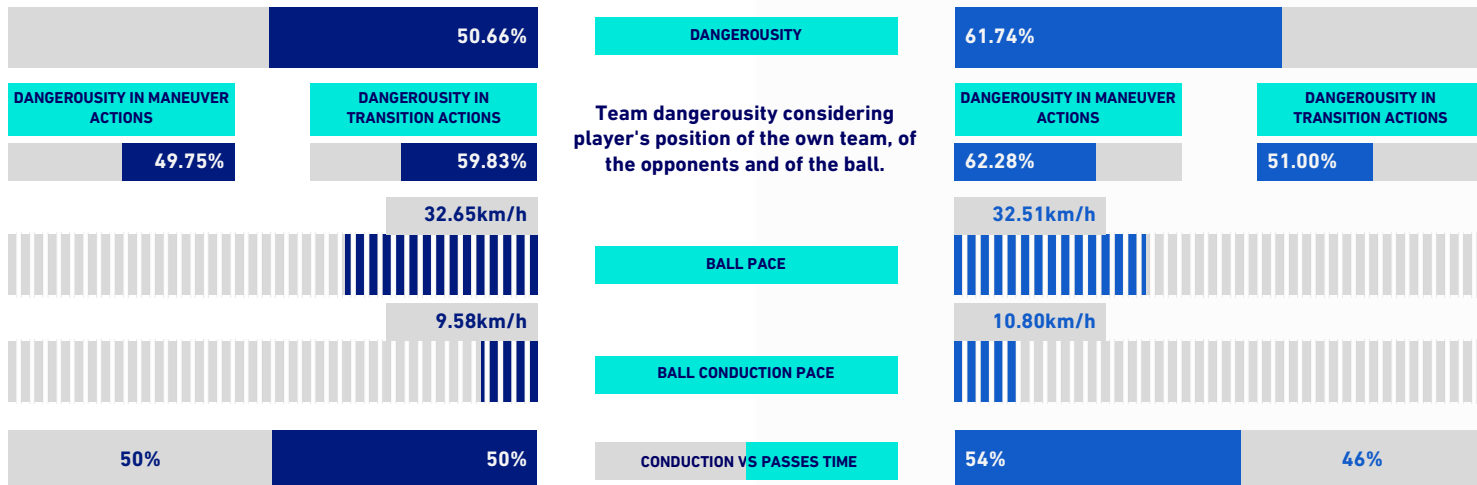 50.66%
DANGEROUSITY
61.74%
DANGEROUSITY IN MANEUVER
ACTIONS
DANGEROUSITY IN
TRANSITION ACTIONS
49.75%
59.83%
Team dangerousity considering
player's position of the own team, of
the opponents and of the ball.
DANGEROUSITY IN MANEUVER
ACTIONS
DANGEROUSITY IN
TRANSITION ACTIONS
62.28%
51.00%
32.65km/h
BALL PACE
32.51km/h
9.58km/h
BALL CONDUCTION PACE
10.80km/h
50%
50%
CONDUCTION VS PASSES TIME
54%
46%